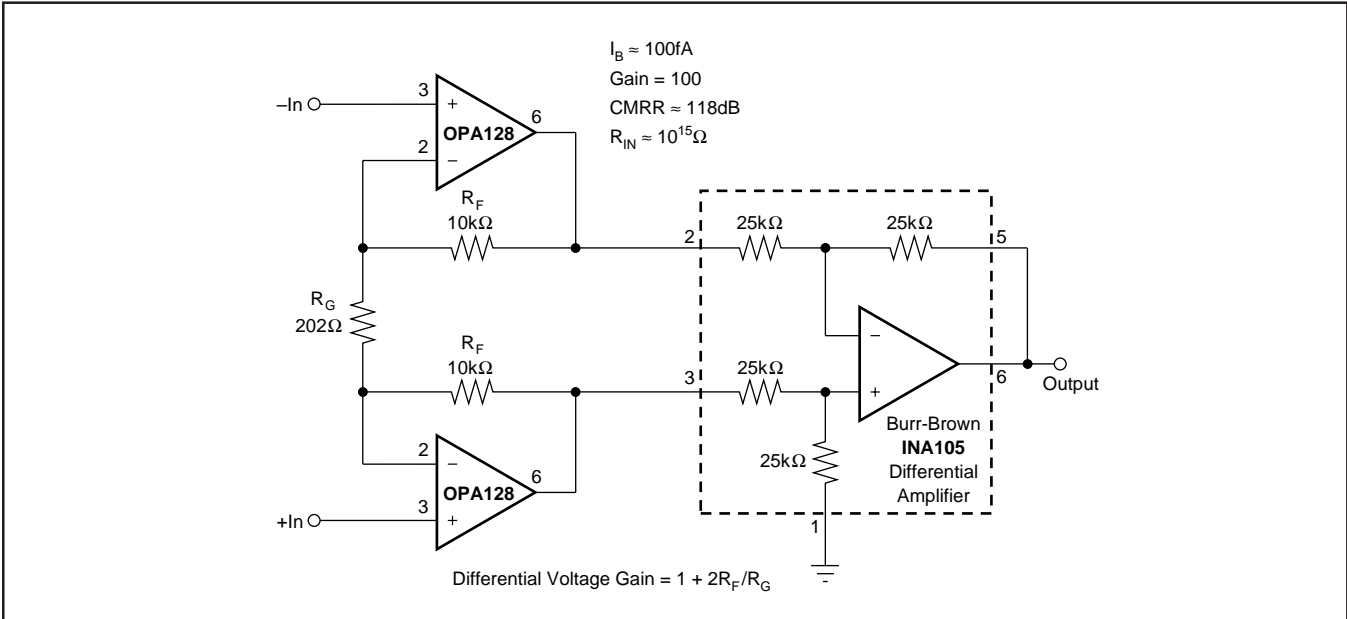 I_B ≈ 100fA
Gain = 100
CMRR ≈ 118dB
R_IN ≈ 10^15Ω
–In
3
+
OPA128
6
2
–
R_F
10kΩ
2
25kΩ
25kΩ
5
R_G
202Ω
–
R_F
10kΩ
3
25kΩ
+
6
Output
Burr-Brown
INA105
Differential
Amplifier
25kΩ
2
–
OPA128
6
3
+
+In
1
Differential Voltage Gain = 1 + 2R_F/R_G